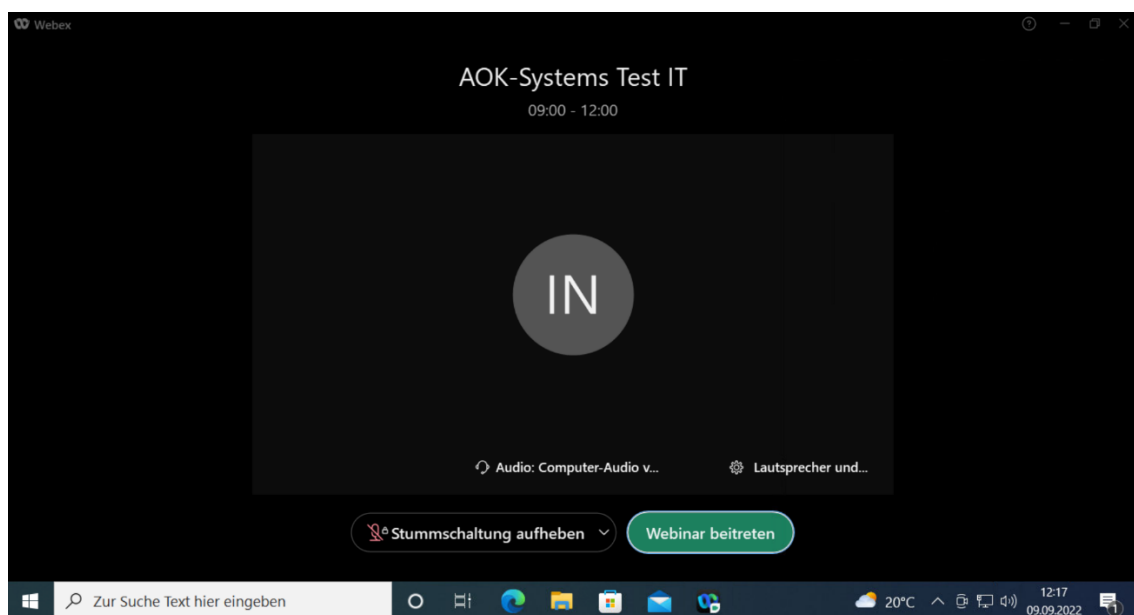 Webex
AOK-Systems Test IT
09:00 - 12:00
IN
Audio: Computer-Audio v...
Lautsprecher und...
Stummschaltung aufheben
Webinar beitreten
Zur Suche Text hier eingeben
20°C
12:17
09.09.2022
1